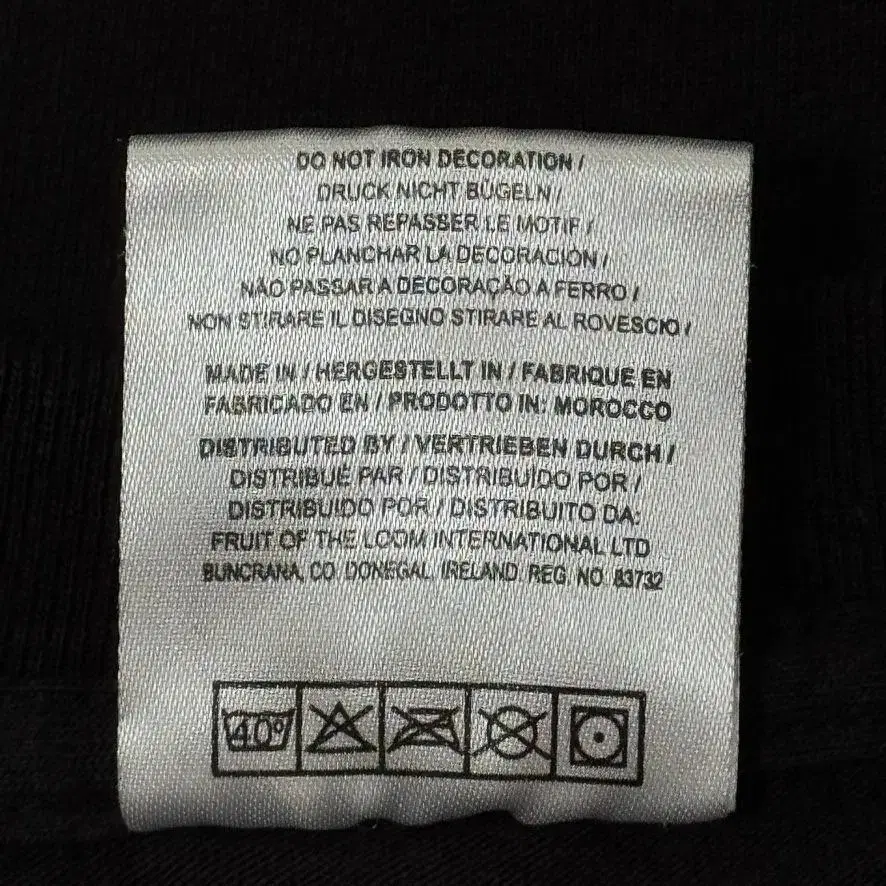 DO NOT IRON DECORATION /
DRUCK NICHT BÜGELN /
NE PAS REPASSER LE MOTIF /
NO PLANCHAR LA DECORACION /
NÃO PASSAR A DECORAÇÃO A FERRO /
NON STIRARE IL DISEGNO STIRARE AL ROVESCIO /
MADE IN / HERGESTELLT IN / FABRIQUE EN
FABRICADO EN / PRODOTTO IN: MOROCCO
DISTRIBUTED BY / VERTRIEBEN DURCH /
DISTRIBUÉ PAR / DISTRIBUÍDO POR /
DISTRIBUIDO POR / DISTRIBUITO DA:
FRUIT OF THE LOOM INTERNATIONAL LTD
BUNCRANA, CO. DONEGAL, IRELAND. REG. NO. 83732
40°